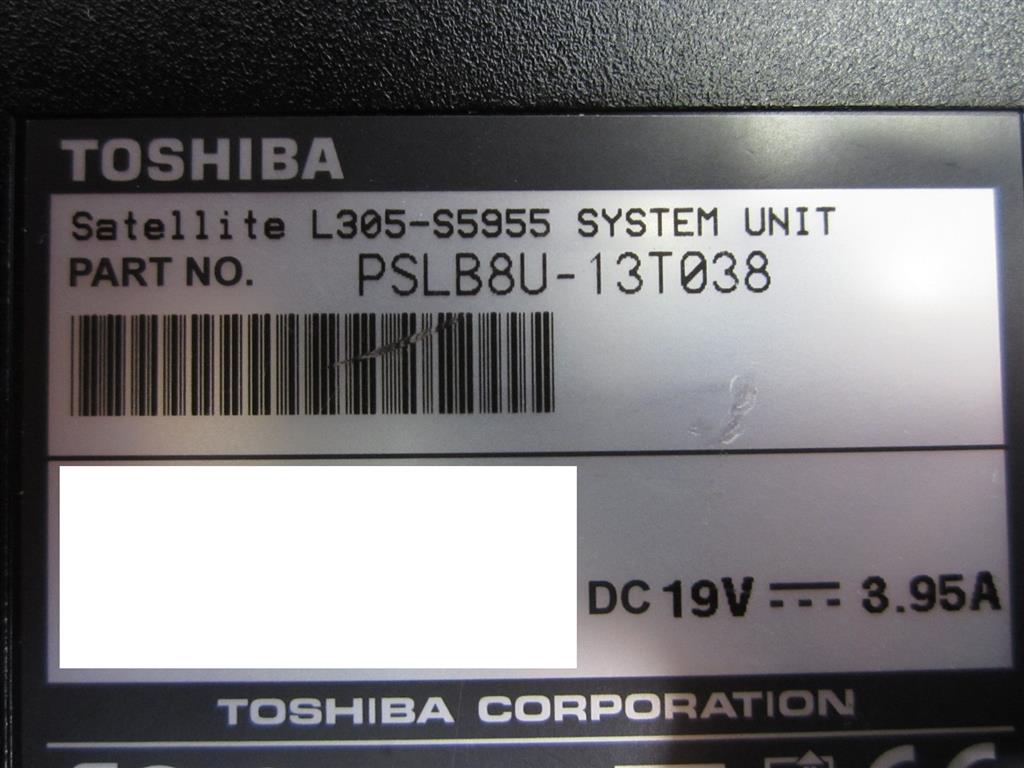 TOSHIBA
Satellite L305-S5955 SYSTEM UNIT
PART NO. PSLB8U-13T038
DC 19V 3.95A
TOSHIBA CORPORATION